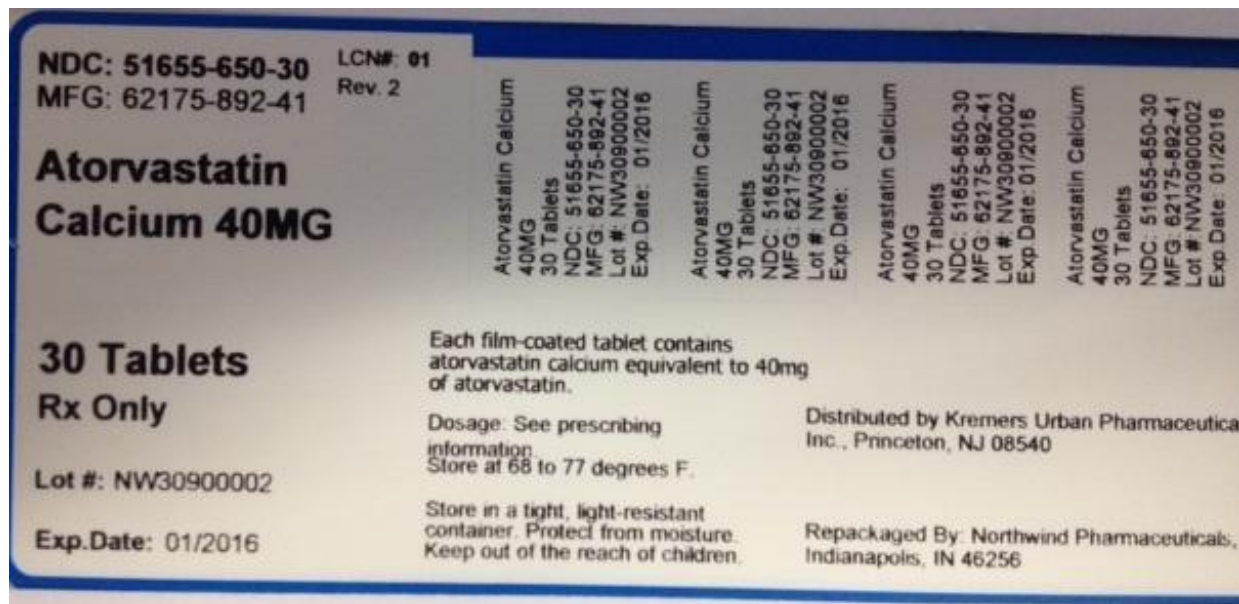 NDC: 51655-650-30
MFG: 62175-892-41
LCN#: 01
Rev. 2
Atorvastatin
Calcium 40MG
30 Tablets
Rx Only
Lot #: NW30900002
Exp.Date: 01/2016
Atorvastatin Calcium
40MG
30 Tablets
NDC: 51655-650-30
MFG: 62175-892-41
Lot #: NW30900002
Exp.Date: 01/2016
Atorvastatin Calcium
40MG
30 Tablets
NDC: 51655-650-30
MFG: 62175-892-41
Lot #: NW30900002
Exp.Date: 01/2016
Atorvastatin Calcium
40MG
30 Tablets
NDC: 51655-650-30
MFG: 62175-892-41
Lot #: NW30900002
Exp.Date: 01/2016
Atorvastatin Calcium
40MG
30 Tablets
NDC: 51655-650-30
MFG: 62175-892-41
Lot #: NW30900002
Exp.Date: 01/2016
Each film-coated tablet contains
atorvastatin calcium equivalent to 40mg
of atorvastatin.
Dosage: See prescribing
information.
Store at 68 to 77 degrees F.
Store in a tight, light-resistant
container. Protect from moisture.
Keep out of the reach of children.
Distributed by Kremers Urban Pharmaceutica
Inc., Princeton, NJ 08540
Repackaged By: Northwind Pharmaceuticals,
Indianapolis, IN 46256